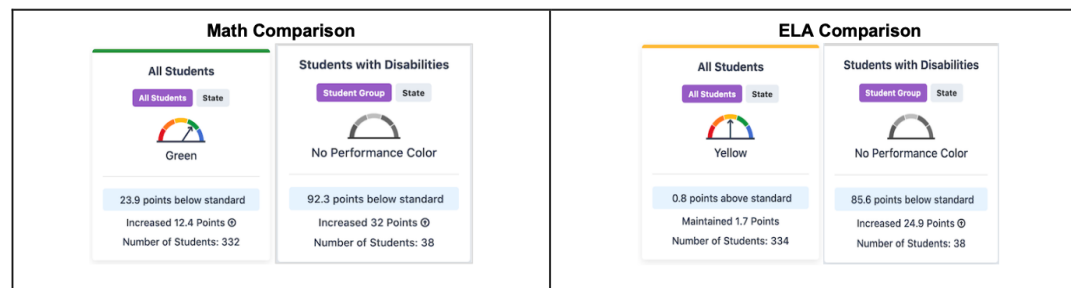 Math Comparison
All Students
All Students State
Green
23.9 points below standard
Increased 12.4 Points
Number of Students: 332
Students with Disabilities
Student Group State
No Performance Color
92.3 points below standard
Increased 32 Points
Number of Students: 38
ELA Comparison
All Students
All Students State
Yellow
0.8 points above standard
Maintained 1.7 Points
Number of Students: 334
Students with Disabilities
Student Group State
No Performance Color
85.6 points below standard
Increased 24.9 Points
Number of Students: 38